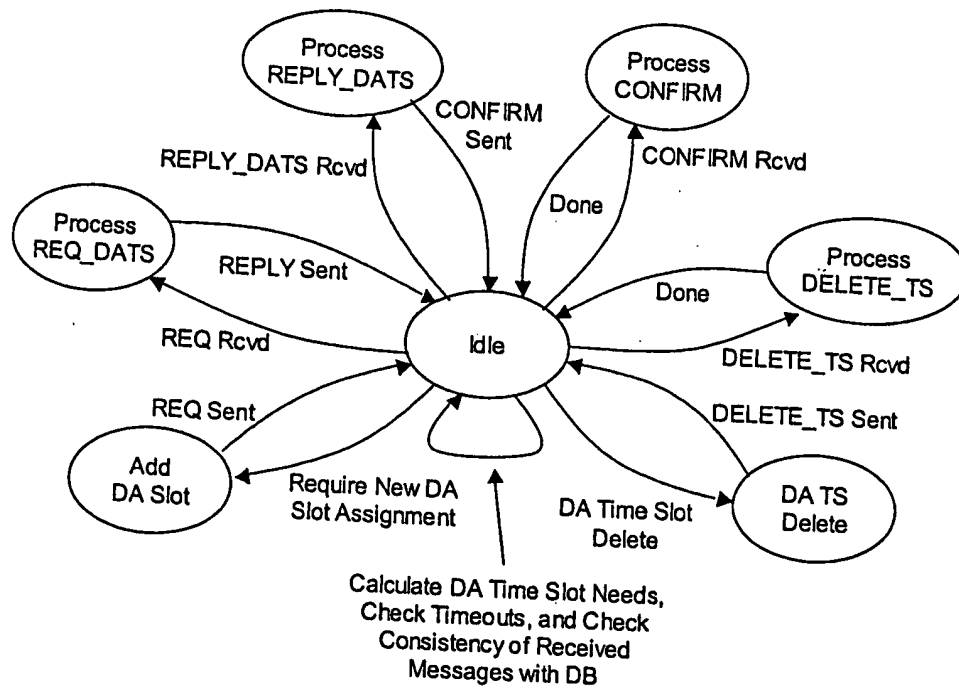 Process
REPLY_DATS
Process
CONFIRM
CONFIRM
Sent
REPLY_DATS Rcvd
CONFIRM Rcvd
Done
Process
REQ_DATS
REPLY Sent
Process
DELETE_TS
Done
REQ Rcvd
Idle
DELETE_TS Rcvd
REQ Sent
DELETE_TS Sent
Add
DA Slot
Require New DA
Slot Assignment
DA Time Slot
Delete
DA TS
Delete
Calculate DA Time Slot Needs,
Check Timeouts, and Check
Consistency of Received
Messages with DB